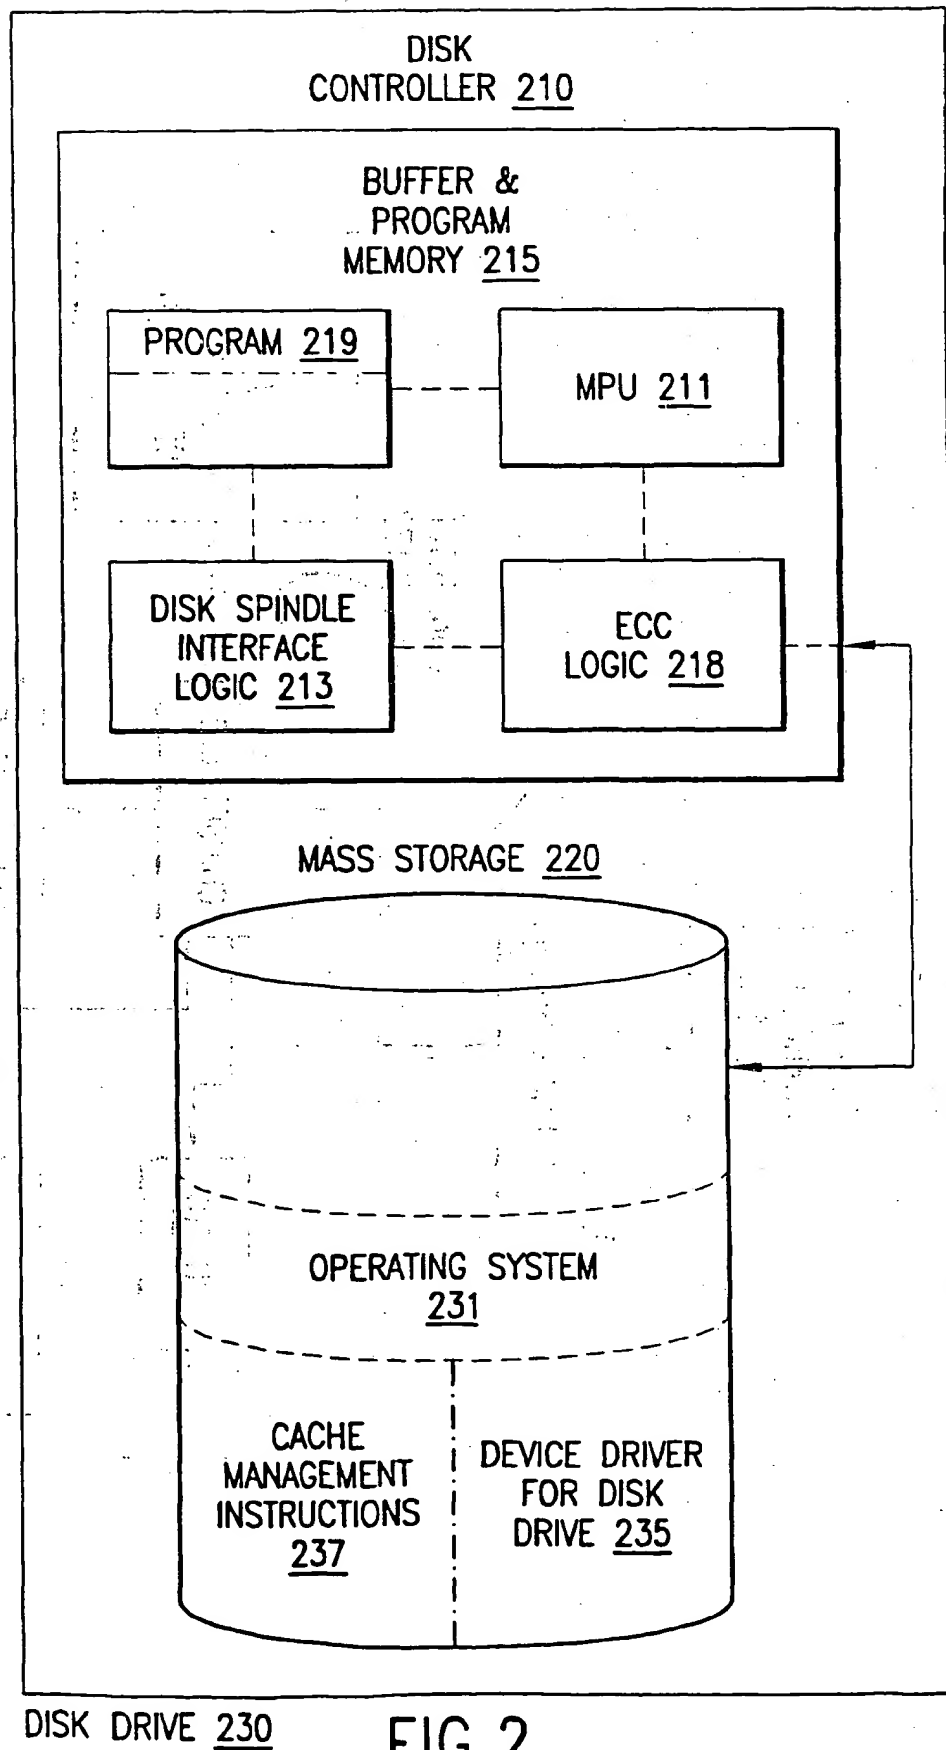 DISK
CONTROLLER 210
BUFFER &
PROGRAM
MEMORY 215
PROGRAM 219
MPU 211
DISK SPINDLE
INTERFACE
LOGIC 213
ECC
LOGIC 218
MASS STORAGE 220
OPERATING SYSTEM
231
CACHE
MANAGEMENT
INSTRUCTIONS
237
DEVICE DRIVER
FOR DISK
DRIVE 235
DISK DRIVE 230
FIG 2